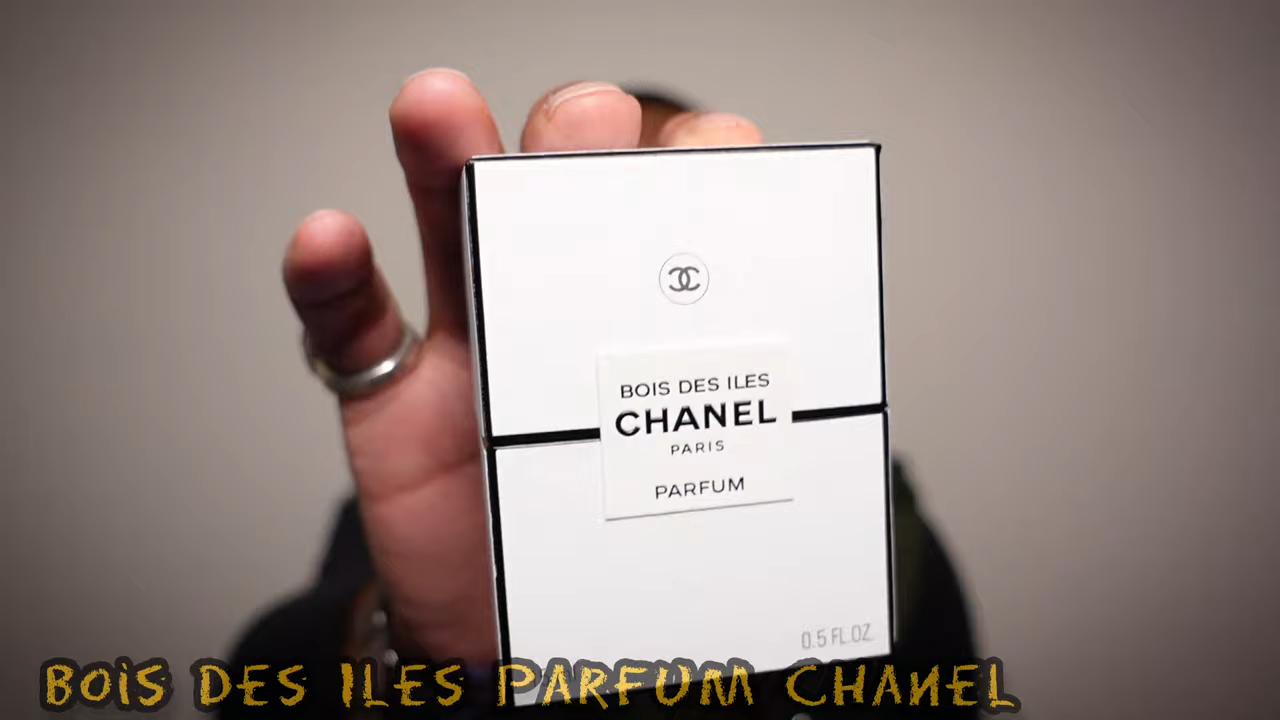 BOIS DES ILES
CHANEL
PARIS
PARFUM
0.5 FL.OZ.
BOiS DES ILES PARFUM CHANEL